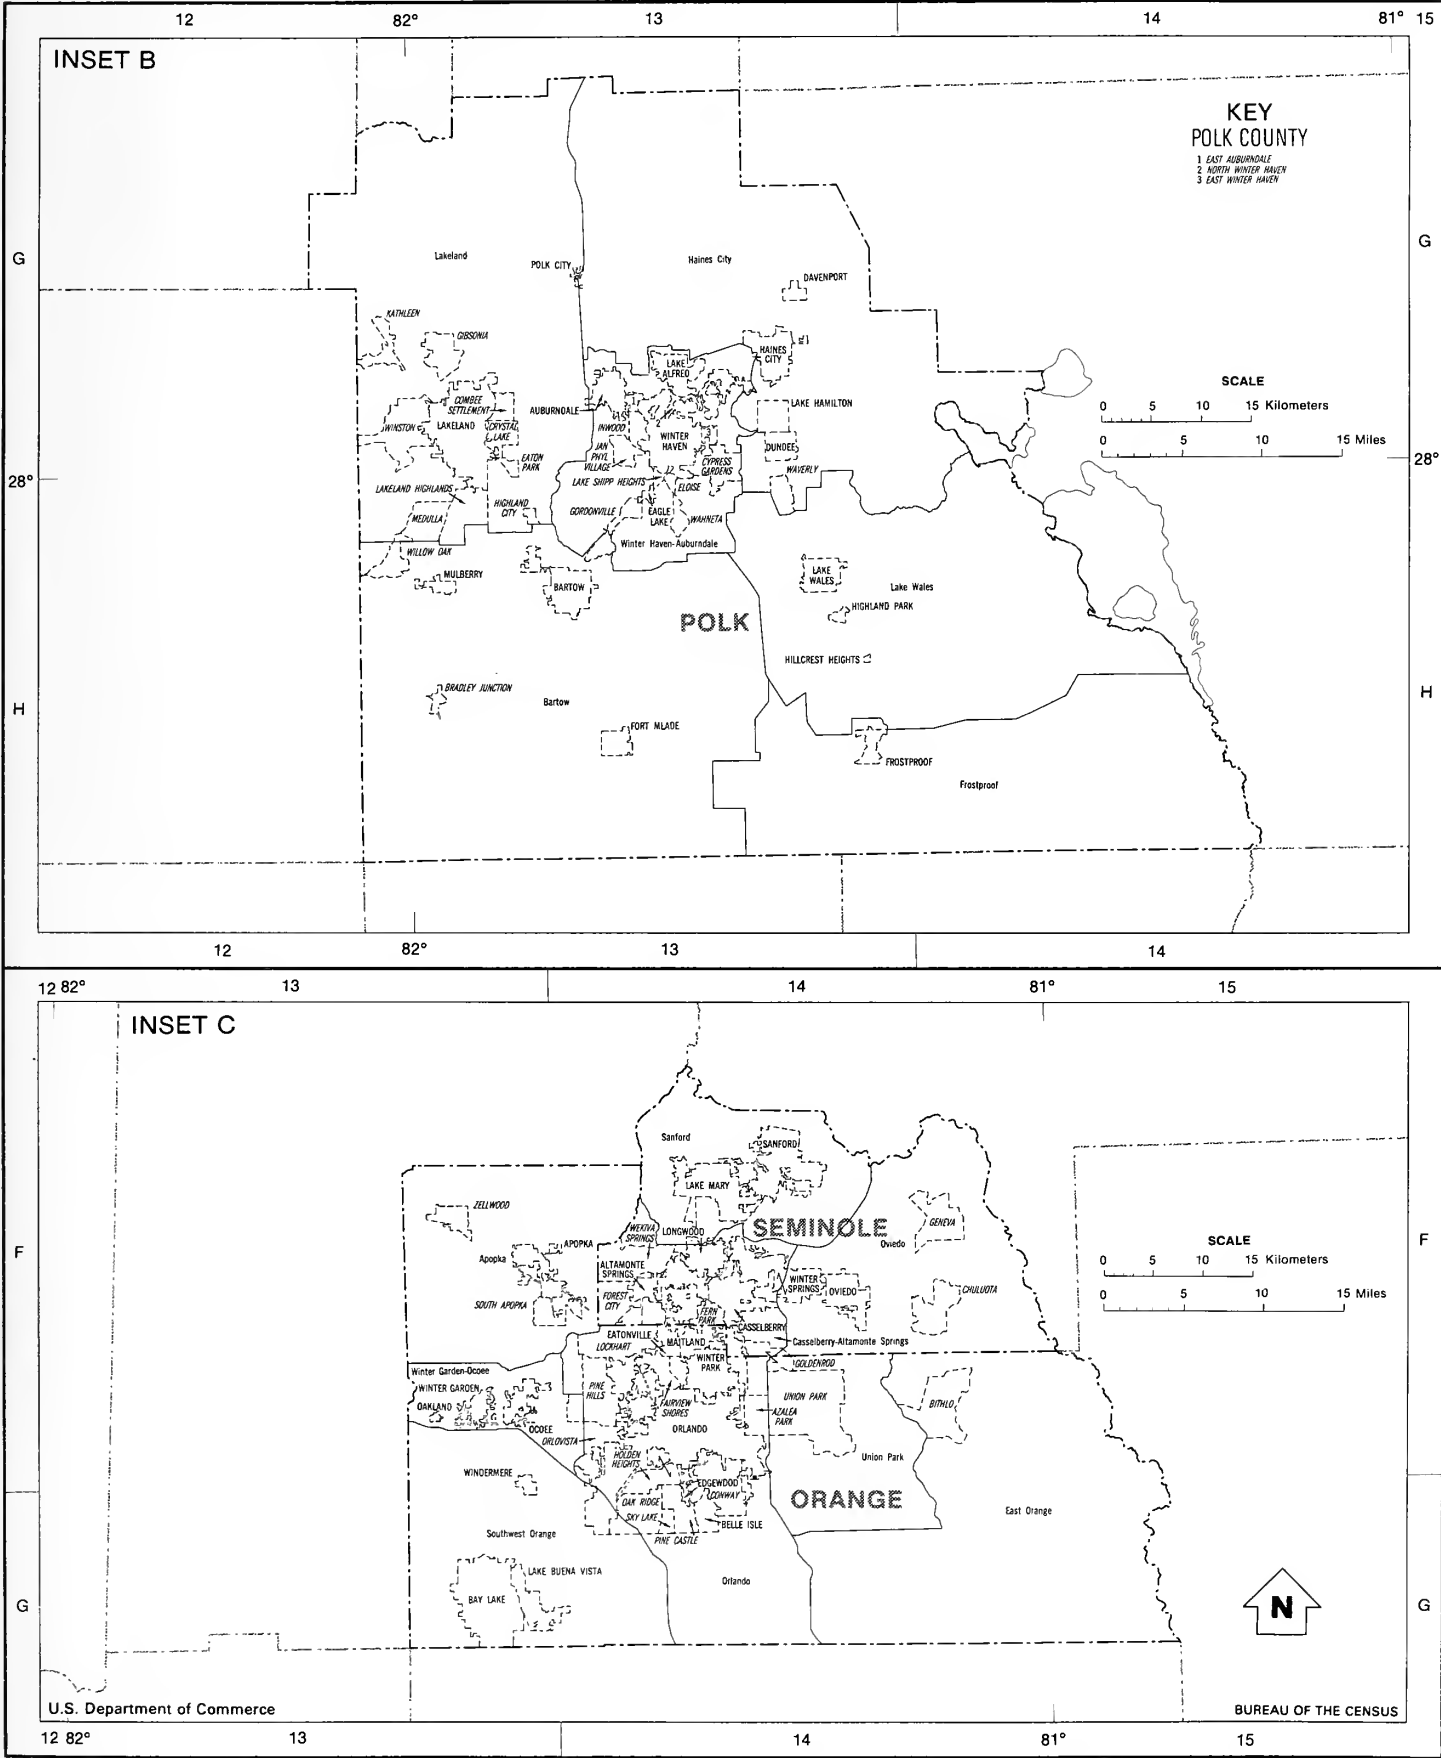 12 82° 13 14 81° 15
INSET B
KEY
POLK COUNTY
1 EAST AUBURNDALE
2 NORTH WINTER HAVEN
3 EAST WINTER HAVEN
G
G
Lakeland
POLK CITY
Haines City
DAVENPORT
KATHLEEN
GIBSONIA
HAINES
CITY
LAKE
ALFRED
SCALE
0 5 10 15 Kilometers
0 5 10 15 Miles
COMBEE
SETTLEMENT
AUBURNDALE
LAKE HAMILTON
WINSTON
LAKELAND
CRYSTAL
LAKE
INWOOD
WINTER
HAVEN
DUNDEE
JAN
PHYL
VILLAGE
EATON
PARK
CYPRESS
GARDENS
WAVERLY
28°
28°
LAKELAND HIGHLANDS
LAKE SHIPP HEIGHTS
ELOISE
HIGHLAND
CITY
GORDONVILLE
EAGLE
LAKE
WAHNETA
MEDULLA
Winter Haven-Auburndale
WILLOW OAK
MULBERRY
BARTOW
LAKE
WALES
Lake Wales
HIGHLAND PARK
POLK
HILLCREST HEIGHTS
BRADLEY JUNCTION
Bartow
H
H
FORT MEADE
FROSTPROOF
Frostproof
12 82° 13 14
12 82° 13 14 81° 15
INSET C
Sanford
SANFORD
LAKE MARY
ZELLWOOD
WEKIVA
SPRINGS
LONGWOOD
SEMINOLE
GENEVA
Oviedo
F
F
APOPKA
Apopka
ALTAMONTE
SPRINGS
SCALE
0 5 10 15 Kilometers
0 5 10 15 Miles
WINTER
SPRINGS
OVIEDO
CHULUOTA
SOUTH APOPKA
FOREST
CITY
FERN
PARK
CASSELBERRY
EATONVILLE
LOCKHART
MAITLAND
Casselberry-Altamonte Springs
WINTER
PARK
GOLDENROD
Winter Garden-Ocoee
WINTER GARDEN
OAKLAND
PINE
HILLS
UNION PARK
BITHLO
FAIRVIEW
SHORES
AZALEA
PARK
OCOEE
ORLANDO
ORLOVISTA
HOLDEN
HEIGHTS
Union Park
WINDERMERE
EDGEWOOD
CONWAY
OAK RIDGE
ORANGE
SKY LAKE
BELLE ISLE
East Orange
Southwest Orange
PINE CASTLE
LAKE BUENA VISTA
Orlando
BAY LAKE
G
G
N
U.S. Department of Commerce
BUREAU OF THE CENSUS
12 82° 13 14 81° 15